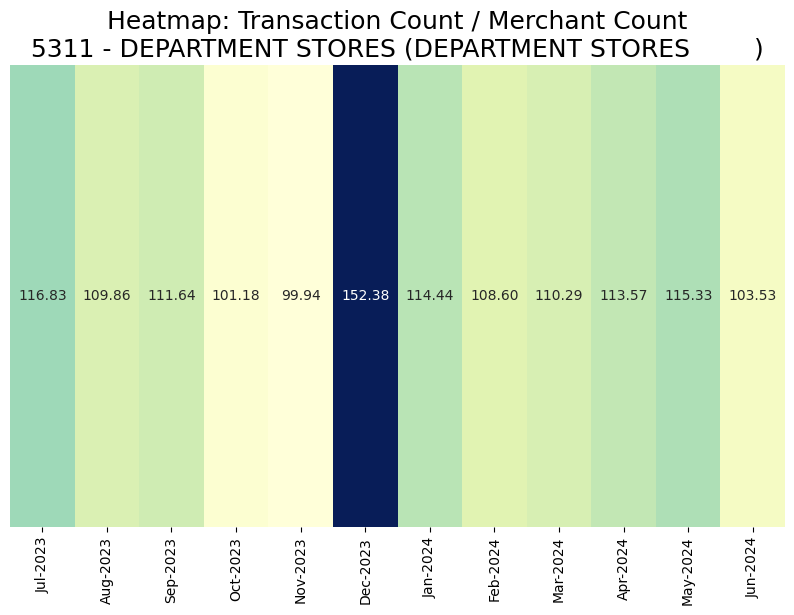 Heatmap: Transaction Count / Merchant Count
5311 - DEPARTMENT STORES (DEPARTMENT STORES        )
116.83 109.86 111.64 101.18 99.94 152.38 114.44 108.60 110.29 113.57 115.33 103.53
Jul-2023 Aug-2023 Sep-2023 Oct-2023 Nov-2023 Dec-2023 Jan-2024 Feb-2024 Mar-2024 Apr-2024 May-2024 Jun-2024